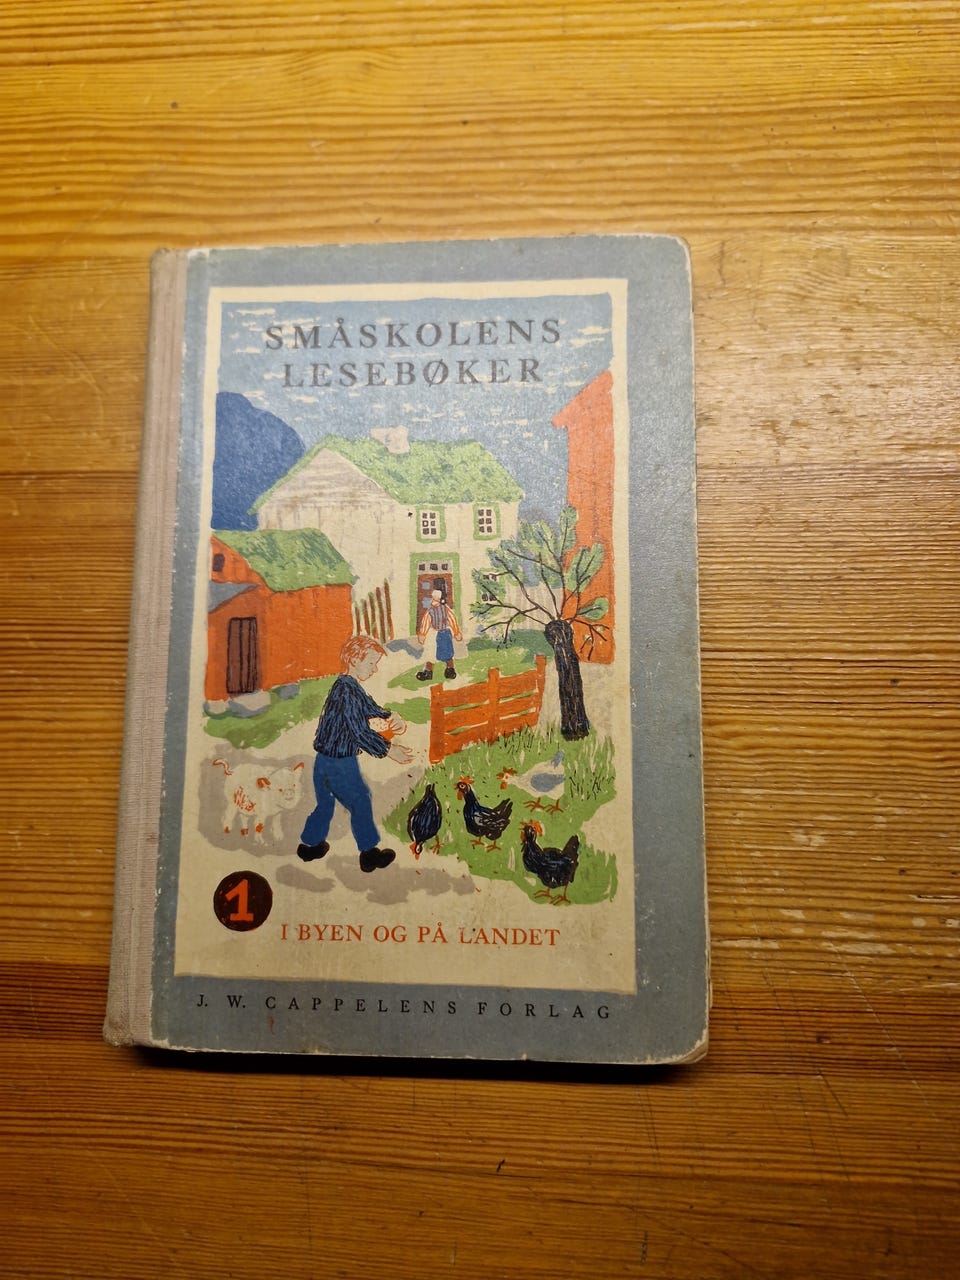 SMÅSKOLENS
LESEBØKER
1
I BYEN OG PÅ LANDET
J. W. CAPPELENS FORLAG